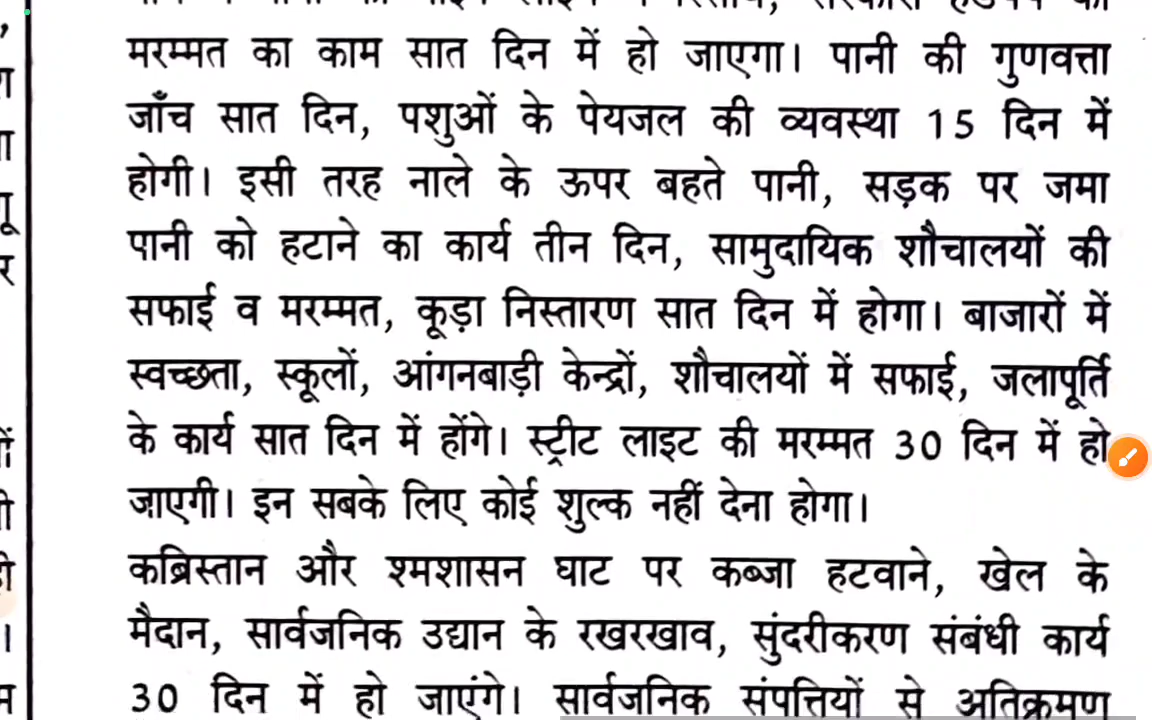 मरम्मत का काम सात दिन में हो जाएगा। पानी की गुणवत्ता
जाँच सात दिन, पशुओं के पेयजल की व्यवस्था 15 दिन में
होगी। इसी तरह नाले के ऊपर बहते पानी, सड़क पर जमा
पानी को हटाने का कार्य तीन दिन, सामुदायिक शौचालयों की
सफाई व मरम्मत, कूड़ा निस्तारण सात दिन में होगा। बाजारों में
स्वच्छता, स्कूलों, आंगनबाड़ी केन्द्रों, शौचालयों में सफाई, जलापूर्ति
के कार्य सात दिन में होंगे। स्ट्रीट लाइट की मरम्मत 30 दिन में हो
जाएगी। इन सबके लिए कोई शुल्क नहीं देना होगा।
कब्रिस्तान और श्मशासन घाट पर कब्जा हटवाने, खेल के
मैदान, सार्वजनिक उद्यान के रखरखाव, सुंदरीकरण संबंधी कार्य
30 दिन में हो जाएंगे। सार्वजनिक संपत्तियों से अतिक्रमण